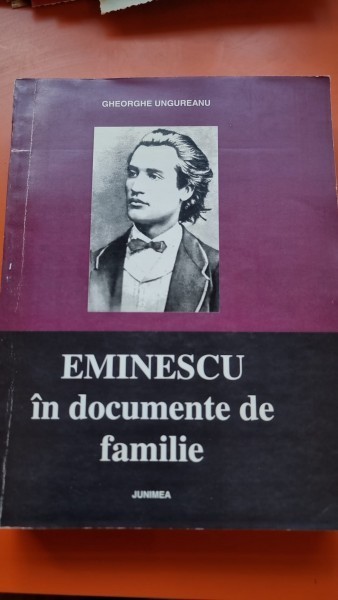 GHEORGHE UNGUREANU
EMINESCU
în documente de
familie
JUNIMEA